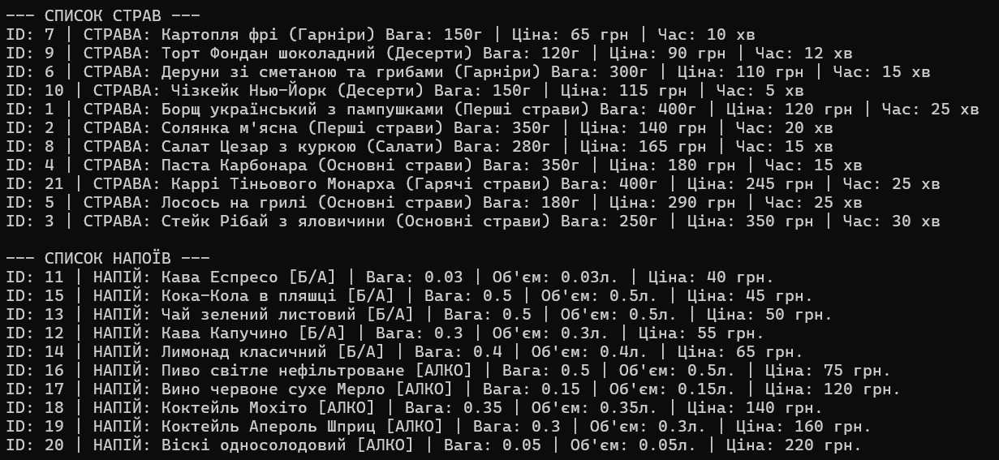 --- СПИСОК СТРАВ ---
ID: 7 | СТРАВА: Картопля фрі (Гарніри) Вага: 150г | Ціна: 65 грн | Час: 10 хв
ID: 9 | СТРАВА: Торт Фондан шоколадний (Десерти) Вага: 120г | Ціна: 90 грн | Час: 12 хв
ID: 6 | СТРАВА: Деруни зі сметаною та грибами (Гарніри) Вага: 300г | Ціна: 110 грн | Час: 15 хв
ID: 10 | СТРАВА: Чізкейк Нью-Йорк (Десерти) Вага: 150г | Ціна: 115 грн | Час: 5 хв
ID: 1 | СТРАВА: Борщ український з пампушками (Перші страви) Вага: 400г | Ціна: 120 грн | Час: 25 хв
ID: 2 | СТРАВА: Солянка м'ясна (Перші страви) Вага: 350г | Ціна: 140 грн | Час: 20 хв
ID: 8 | СТРАВА: Салат Цезар з куркою (Салати) Вага: 280г | Ціна: 165 грн | Час: 15 хв
ID: 4 | СТРАВА: Паста Карбонара (Основні страви) Вага: 350г | Ціна: 180 грн | Час: 15 хв
ID: 21 | СТРАВА: Каррі Тіньового Монарха (Гарячі страви) Вага: 400г | Ціна: 245 грн | Час: 25 хв
ID: 5 | СТРАВА: Лосось на грилі (Основні страви) Вага: 180г | Ціна: 290 грн | Час: 25 хв
ID: 3 | СТРАВА: Стейк Рібай з яловичини (Основні страви) Вага: 250г | Ціна: 350 грн | Час: 30 хв
--- СПИСОК НАПОЇВ ---
ID: 11 | НАПІЙ: Кава Еспресо [Б/А] | Вага: 0.03 | Об'єм: 0.03л. | Ціна: 40 грн.
ID: 15 | НАПІЙ: Кока-Кола в пляшці [Б/А] | Вага: 0.5 | Об'єм: 0.5л. | Ціна: 45 грн.
ID: 13 | НАПІЙ: Чай зелений листовий [Б/А] | Вага: 0.5 | Об'єм: 0.5л. | Ціна: 50 грн.
ID: 12 | НАПІЙ: Кава Капучино [Б/А] | Вага: 0.3 | Об'єм: 0.3л. | Ціна: 55 грн.
ID: 14 | НАПІЙ: Лимонад класичний [Б/А] | Вага: 0.4 | Об'єм: 0.4л. | Ціна: 65 грн.
ID: 16 | НАПІЙ: Пиво світле нефільтроване [АЛКО] | Вага: 0.5 | Об'єм: 0.5л. | Ціна: 75 грн.
ID: 17 | НАПІЙ: Вино червоне сухе Мерло [АЛКО] | Вага: 0.15 | Об'єм: 0.15л. | Ціна: 120 грн.
ID: 18 | НАПІЙ: Коктейль Мохіто [АЛКО] | Вага: 0.35 | Об'єм: 0.35л. | Ціна: 140 грн.
ID: 19 | НАПІЙ: Коктейль Апероль Шприц [АЛКО] | Вага: 0.3 | Об'єм: 0.3л. | Ціна: 160 грн.
ID: 20 | НАПІЙ: Віскі односолодовий [АЛКО] | Вага: 0.05 | Об'єм: 0.05л. | Ціна: 220 грн.